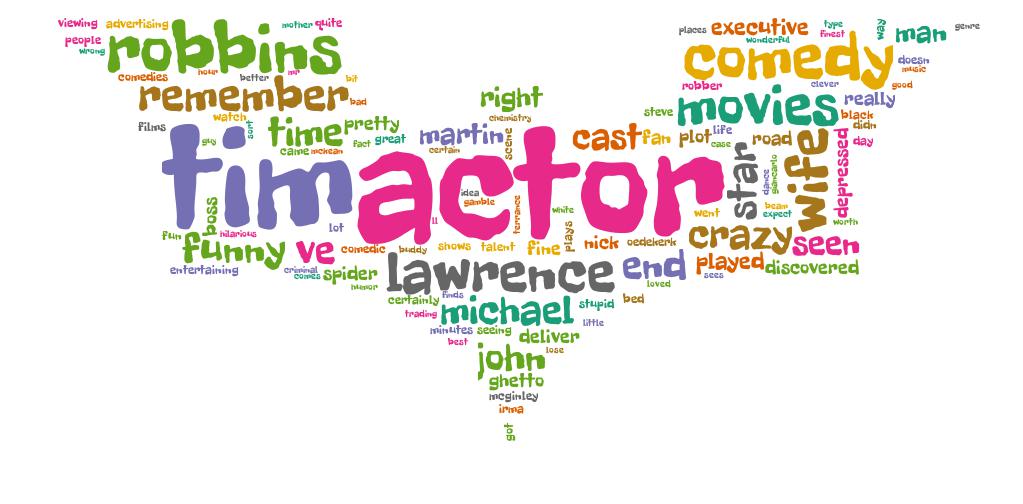 viewing advertising mother quite
people robbins
wrong
comedies hour better mr bit
remember bad
watch
films guy sort time pretty
came mckean fact great
places executive type way man genre
wonderful finest
comedy doesn
music
robber clever good
right steve movies really
chemistry black
martin scene cast fan plot life road didn
certain case day
tim actor star dance giancarlo wife depressed
idea
gamble terrance white went beam
expect worth
boss lot ll
fun hilarious
funny ve comedic buddy shows talent fine plays nick oedekerk crazy seen
entertaining criminal
comes spider lawrence end played discovered
humor loved sees
certainly finds michael stupid bed
trading
minutes seeing deliver little
best john lose
ghetto
mcginley
irma
got